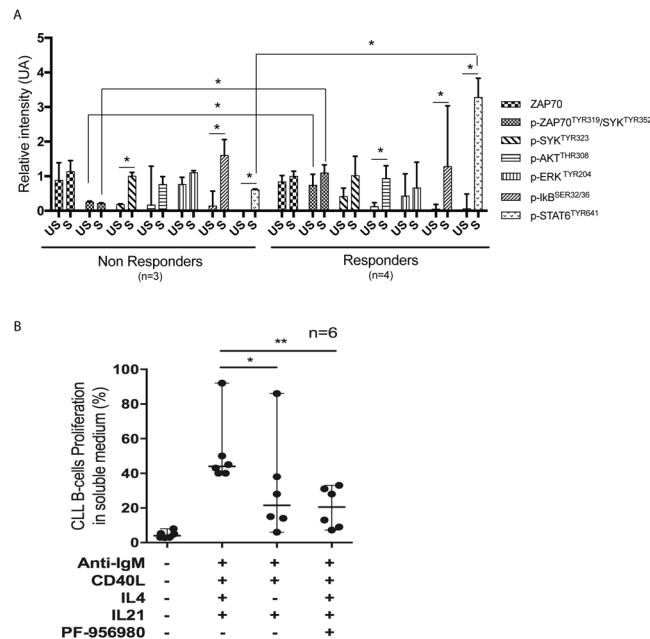 A
*
5
4
3
2
1
0
Relative intensity (UA)
*
*
*
*
*
*
*
*
US S US S US S US S US S US S US S US S US S US S US S US S US S US S
Non Responders
(n=3)
Responders
(n=4)
ZAP70
p-ZAP70TYR319/SYKTYR352
p-SYKTYR323
p-AKTTHR308
p-ERKTYR204
p-IkBSER32/36
p-STAT6TYR641
B
n=6
**
*
100
80
60
40
20
0
CLL B-cells Proliferation
in soluble medium (%)
Anti-IgM - + + +
CD40L - + + +
IL4 - + - +
IL21 - + + +
PF-956980 - - - +